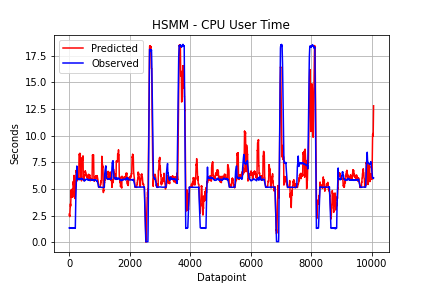 HSMM - CPU User Time
Predicted
Observed
17.5
15.0
12.5
10.0
7.5
5.0
2.5
0.0
Seconds
0 2000 4000 6000 8000 10000
Datapoint